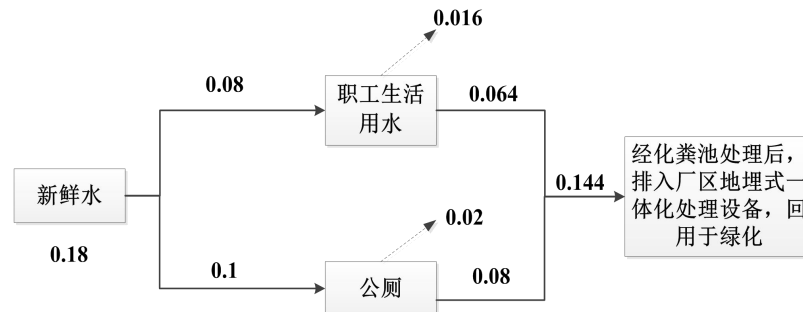 0.016
0.08
职工生活
用水
0.064
新鲜水
0.18
0.144
经化粪池处理后，
排入厂区地埋式一
体化处理设备，回
用于绿化
0.02
0.1
公厕
0.08